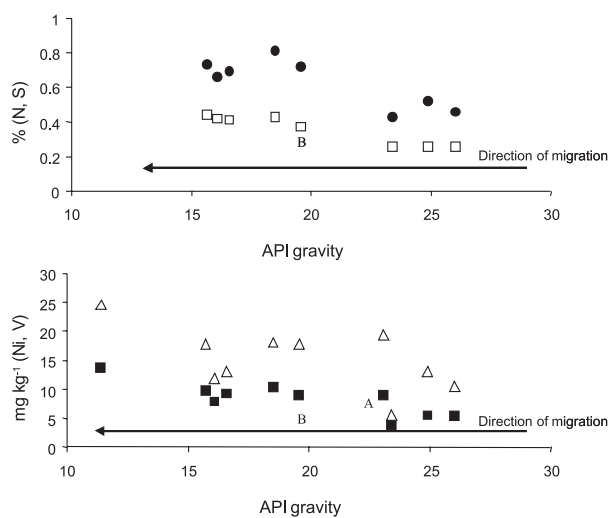 1
0.8
0.6
0.4
0.2
0
% (N, S)
B
Direction of migration
10 15 20 25 30
API gravity
30
25
20
15
10
5
0
mg kg⁻¹ (Ni, V)
A
B
Direction of migration
10 15 20 25 30
API gravity